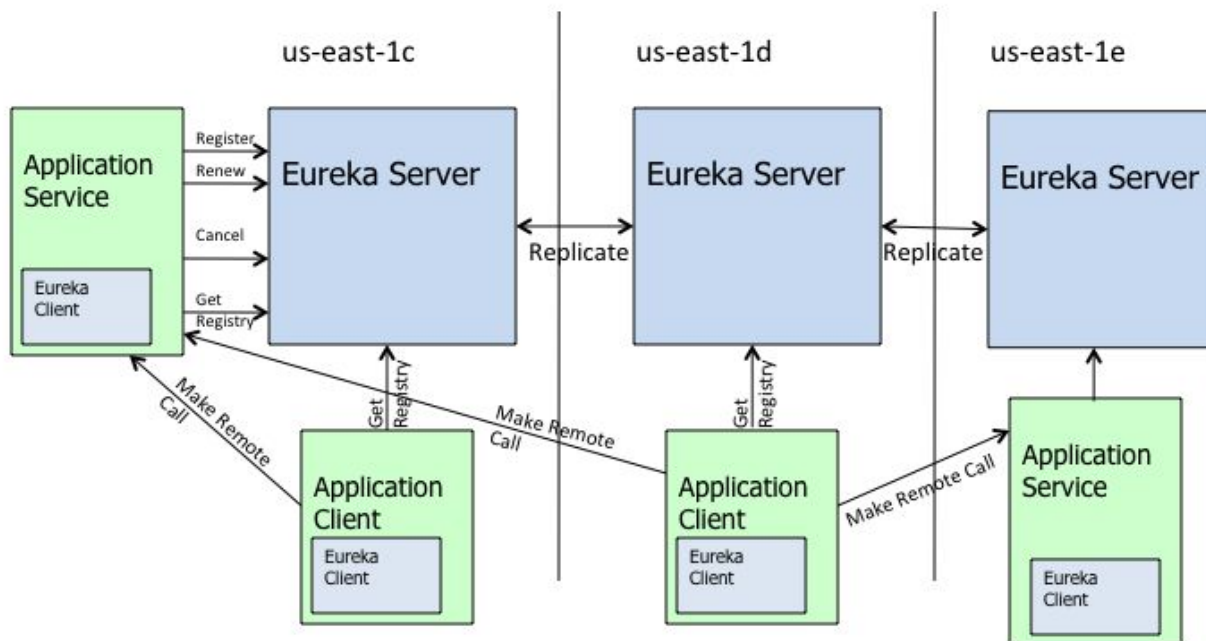 us-east-1c
us-east-1d
us-east-1e
Application
Service
Eureka
Client
Register
Renew
Cancel
Get
Registry
Eureka Server
Replicate
Eureka Server
Replicate
Eureka Server
Make Remote
Call
Get
Registry
Make Remote
Call
Get
Registry
Make Remote Call
Application
Client
Eureka
Client
Application
Client
Eureka
Client
Application
Service
Eureka
Client